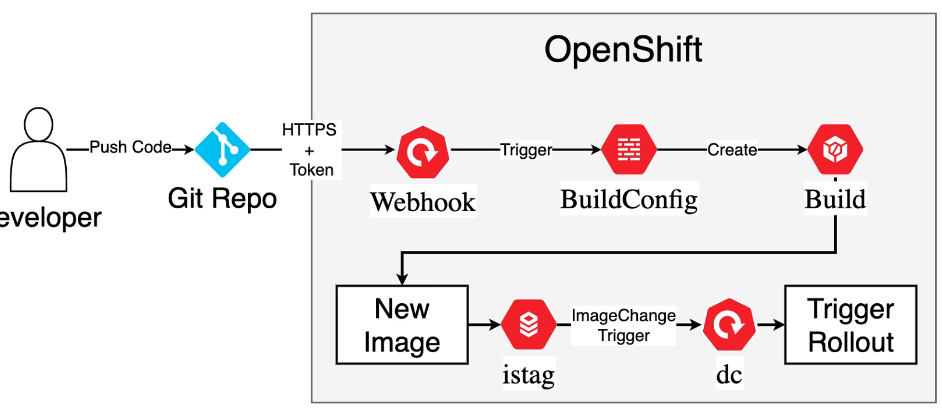 OpenShift
HTTPS
+
Token
Push Code
Trigger
Create
Git Repo
Webhook
BuildConfig
Build
eveloper
New
Image
ImageChange
Trigger
Trigger
Rollout
istag
dc